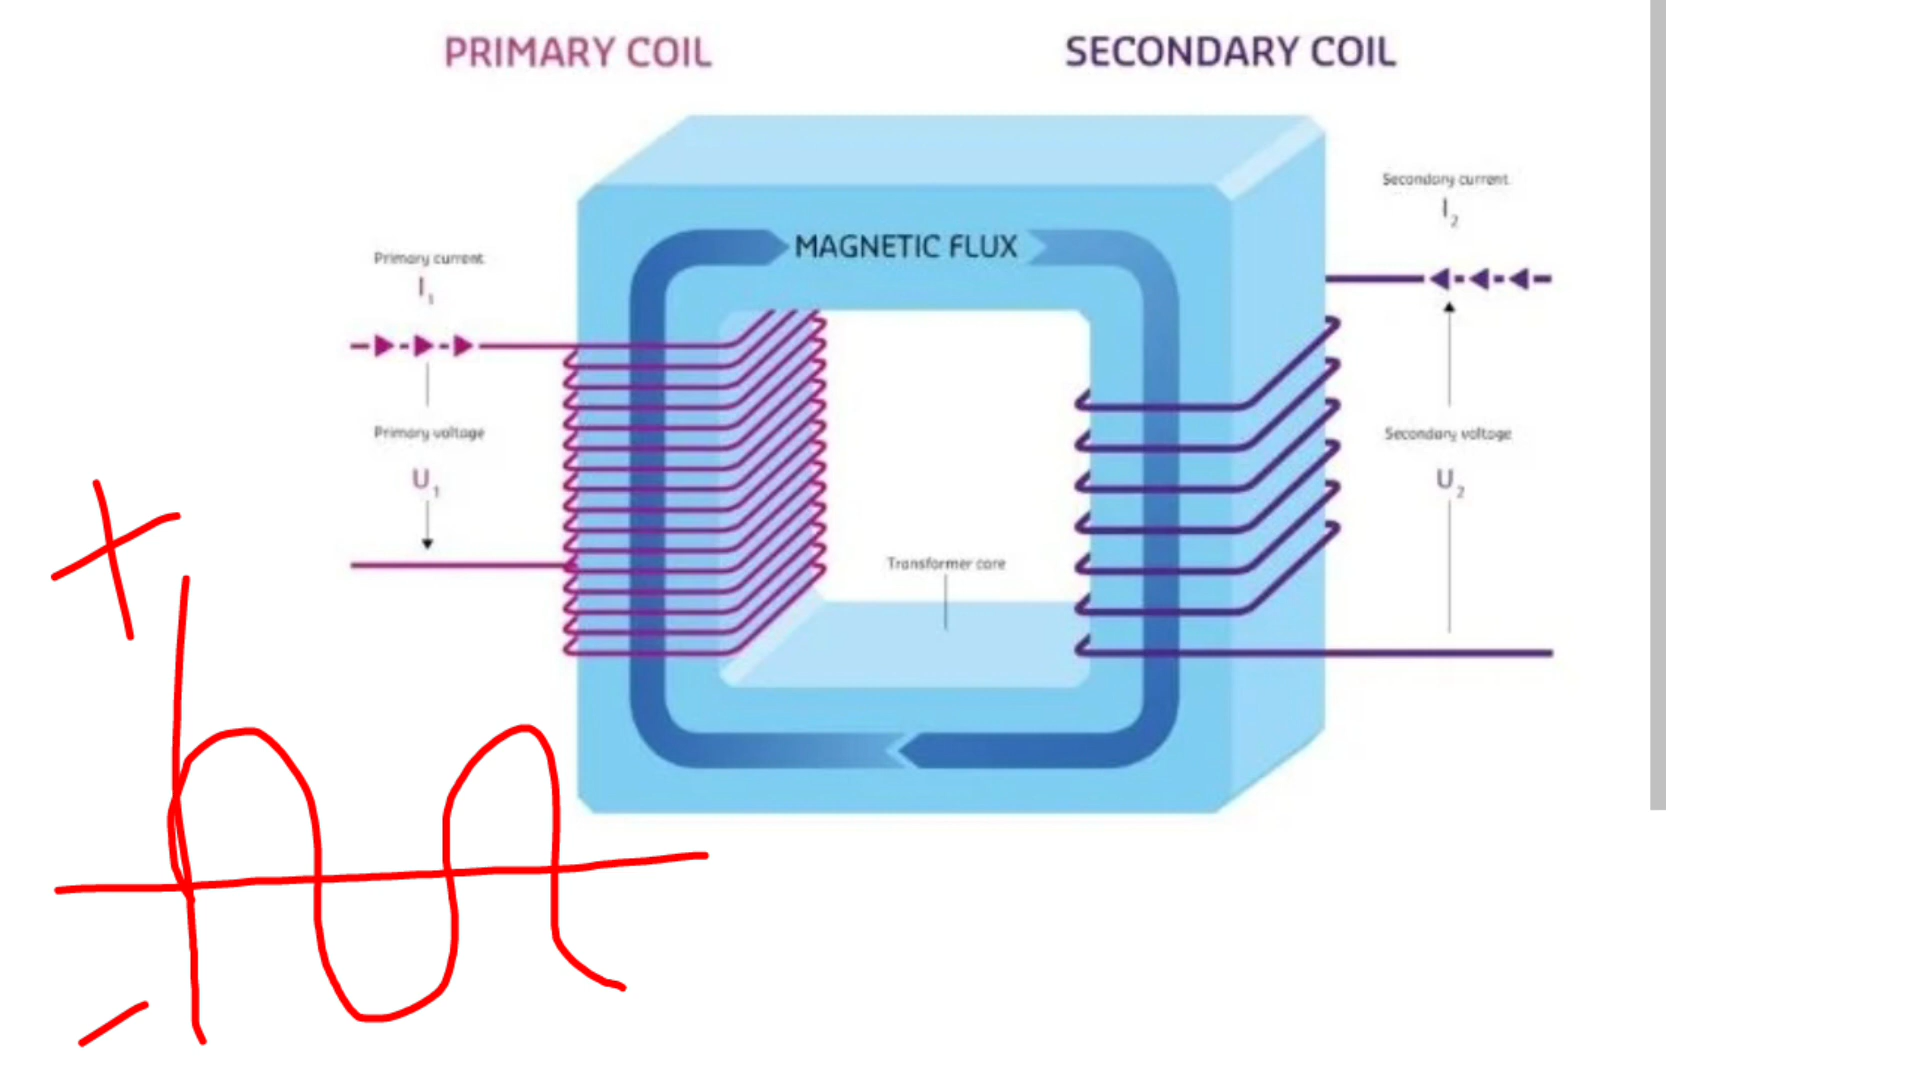 PRIMARY COIL
SECONDARY COIL
Secondary current
I₂
MAGNETIC FLUX
Primary current
I₁
Primary voltage
U₁
Secondary voltage
U₂
Transformer core
+
-